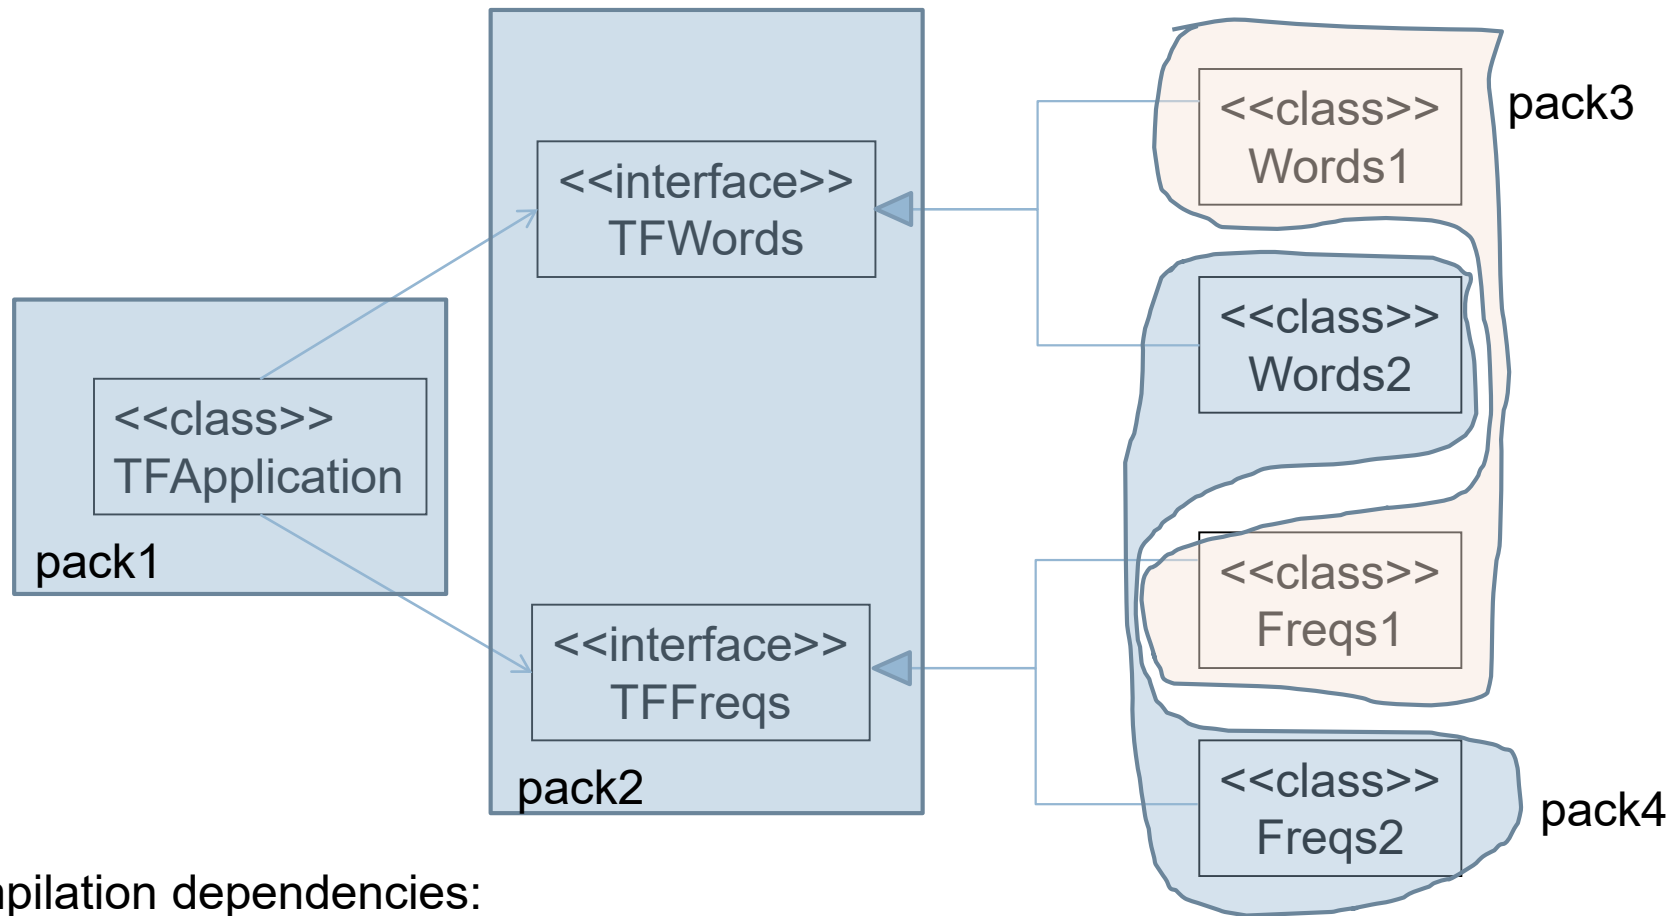 <<class>>
Words1
pack3
<<interface>>
TFWords
<<class>>
Words2
<<class>>
TFApplication
pack1
<<class>>
Freqs1
<<interface>>
TFFreqs
pack2
<<class>>
Freqs2
pack4
dependencies: